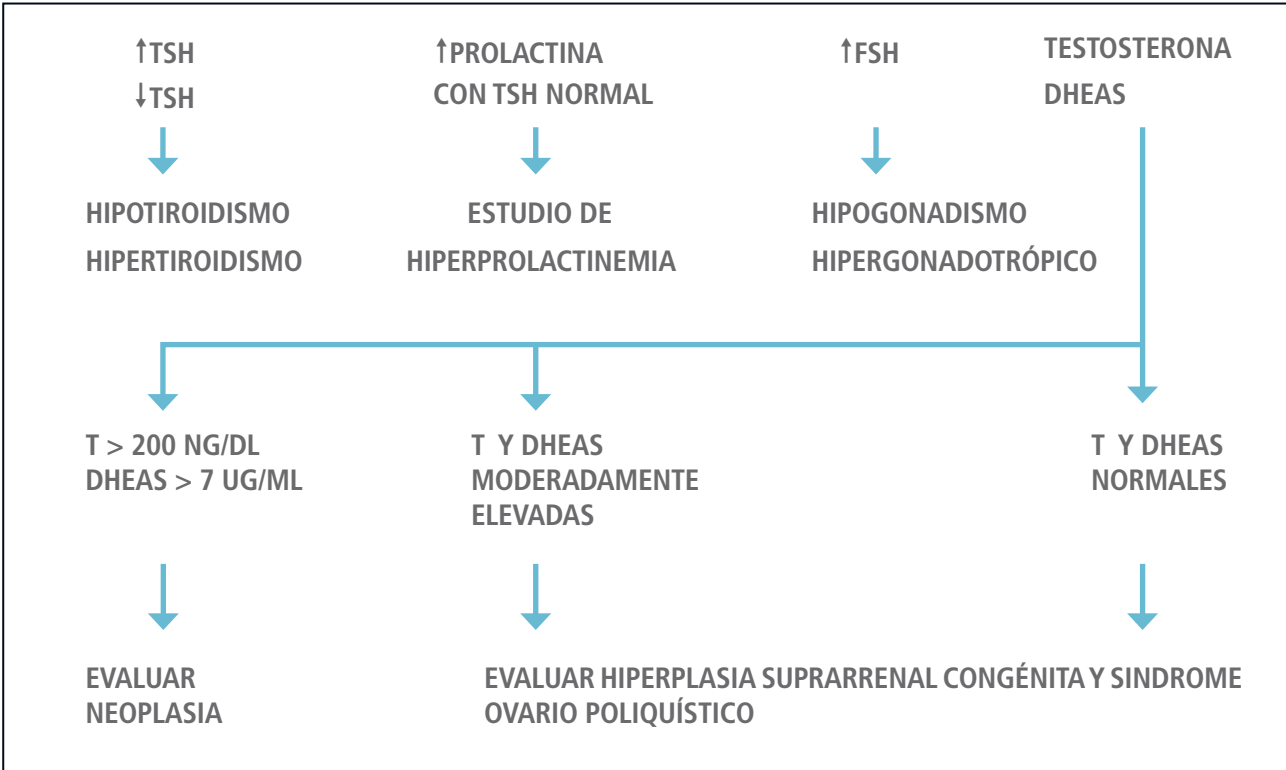 ↑TSH
↓TSH
↑PROLACTINA
CON TSH NORMAL
↑FSH
TESTOSTERONA
DHEAS
HIPOTIROIDISMO
HIPERTIROIDISMO
ESTUDIO DE
HIPERPROLACTINEMIA
HIPOGONADISMO
HIPERGONADOTRÓPICO
T > 200 NG/DL
DHEAS > 7 UG/ML
T Y DHEAS
MODERADAMENTE
ELEVADAS
T Y DHEAS
NORMALES
EVALUAR
NEOPLASIA
EVALUAR HIPERPLASIA SUPRARRENAL CONGÉNITA Y SINDROME
OVARIO POLIQUÍSTICO